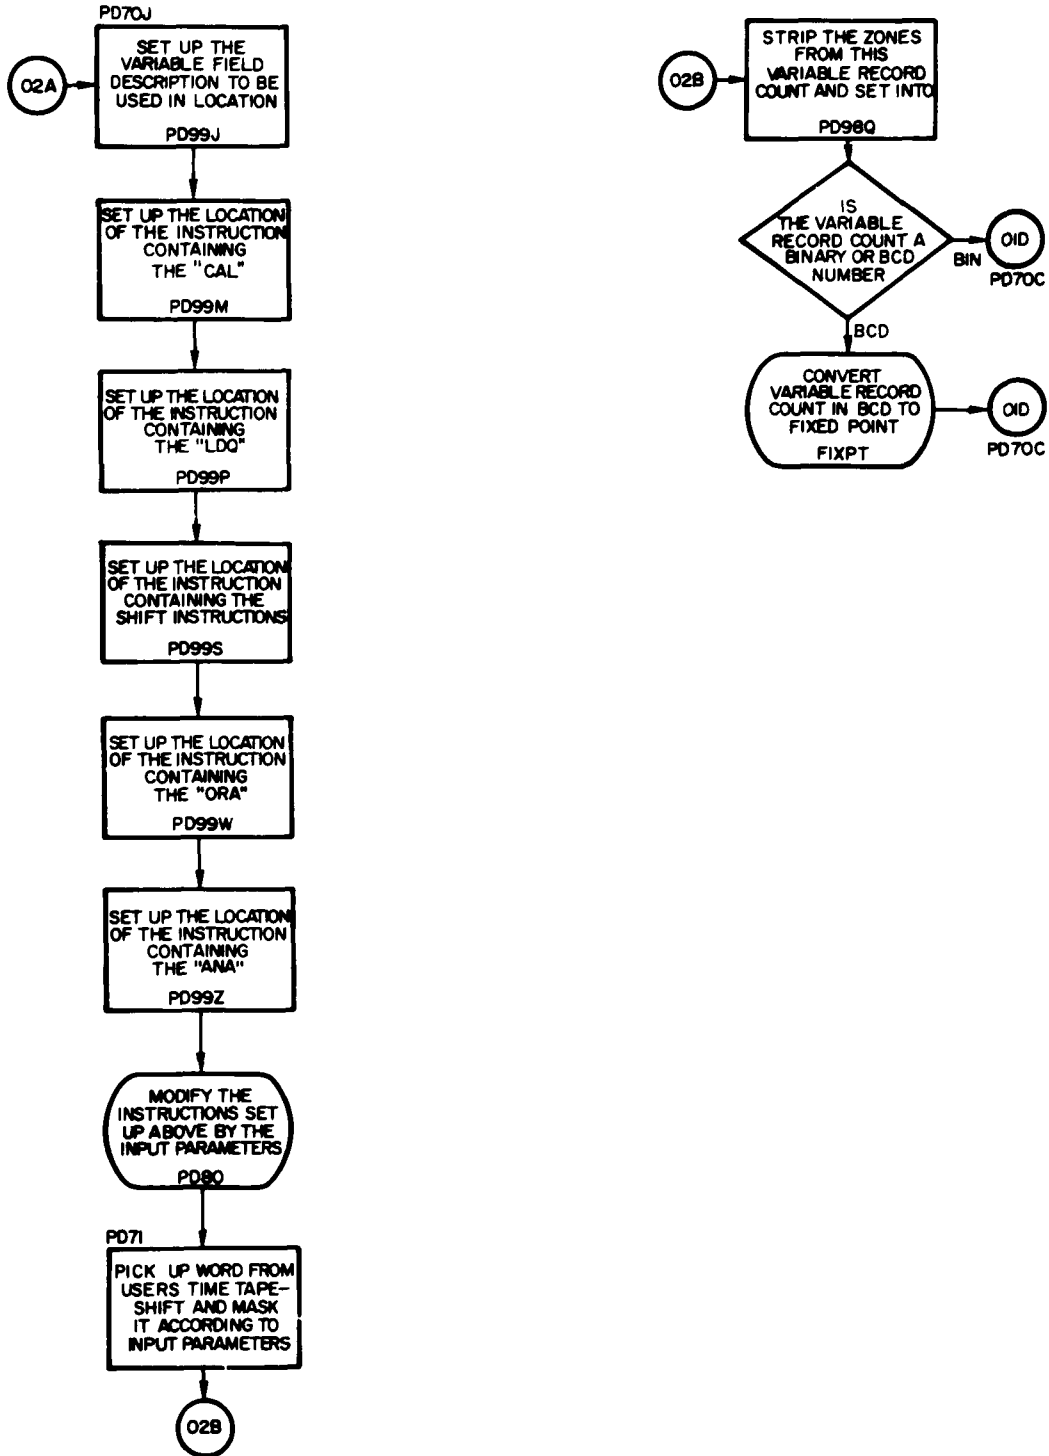 PD70J
02A
SET UP THE
VARIABLE FIELD
DESCRIPTION TO BE
USED IN LOCATION
PD99J
SET UP THE LOCATION
OF THE INSTRUCTION
CONTAINING
THE "CAL"
PD99M
SET UP THE LOCATION
OF THE INSTRUCTION
CONTAINING
THE "LDQ"
PD99P
SET UP THE LOCATION
OF THE INSTRUCTION
CONTAINING THE
SHIFT INSTRUCTIONS
PD99S
SET UP THE LOCATION
OF THE INSTRUCTION
CONTAINING
THE "ORA"
PD99W
SET UP THE LOCATION
OF THE INSTRUCTION
CONTAINING
THE "ANA"
PD99Z
MODIFY THE
INSTRUCTIONS SET
UP ABOVE BY THE
INPUT PARAMETERS
PD80
PD71
PICK UP WORD FROM
USERS TIME TAPE-
SHIFT AND MASK
IT ACCORDING TO
INPUT PARAMETERS
02B
02B
STRIP THE ZONES
FROM THIS
VARIABLE RECORD
COUNT AND SET INTO
PD98Q
IS
THE VARIABLE
RECORD COUNT A
BINARY OR BCD
NUMBER
BIN
01D
PD70C
BCD
CONVERT
VARIABLE RECORD
COUNT IN BCD TO
FIXED POINT
FIXPT
01D
PD70C